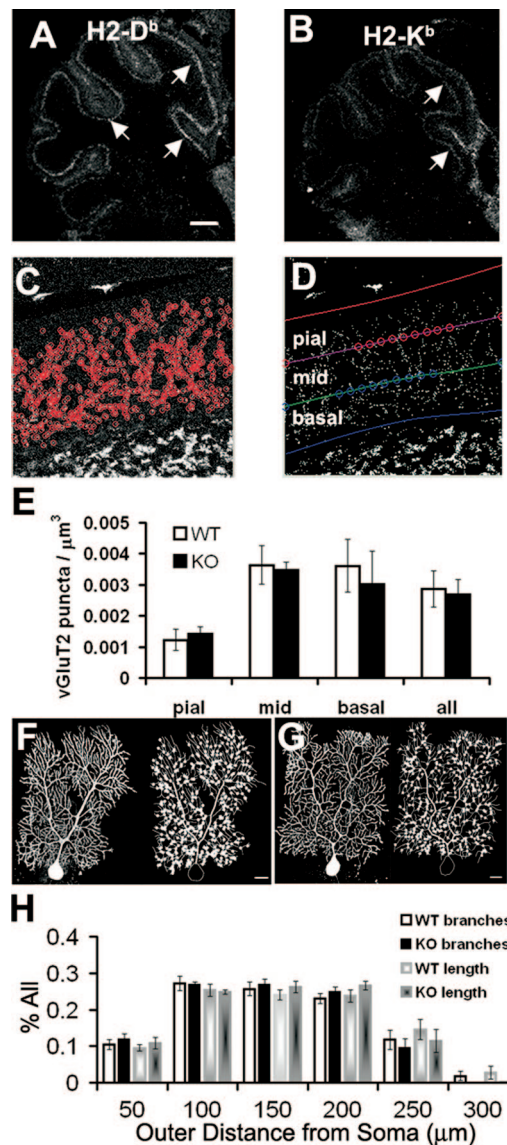 A H2-Dᵇ
B H2-Kᵇ
C
D
pial
mid
basal
E
vGluT2 puncta / μm³
0.005
0.004
0.003
0.002
0.001
0
WT
KO
pial mid basal all
F
G
H
% All
0.4
0.3
0.2
0.1
0
WT branches
KO branches
WT length
KO length
50 100 150 200 250 300
Outer Distance from Soma (μm)